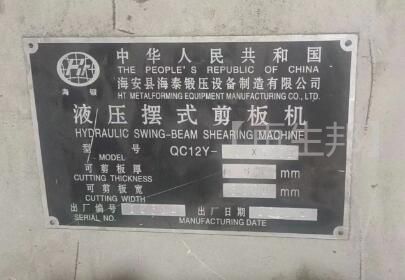 中华人民共和国
THE PEOPLE'S REPUBLIC OF CHINA
海安县海泰锻压设备制造有限公司
HT METALFORMING EQUIPMENT MANUFACTURING CO., LTD.
海锻
液压摆式剪板机
HYDRAULIC SWING-BEAM SHEARING MACHINE
型号 QC12Y- X
MODEL
可剪板厚 mm
CUTTING THICKNESS
可剪板宽 mm
CUTTING WIDTH
出厂编号 出厂日期
SERIAL NO. MANUFACTURING DATE